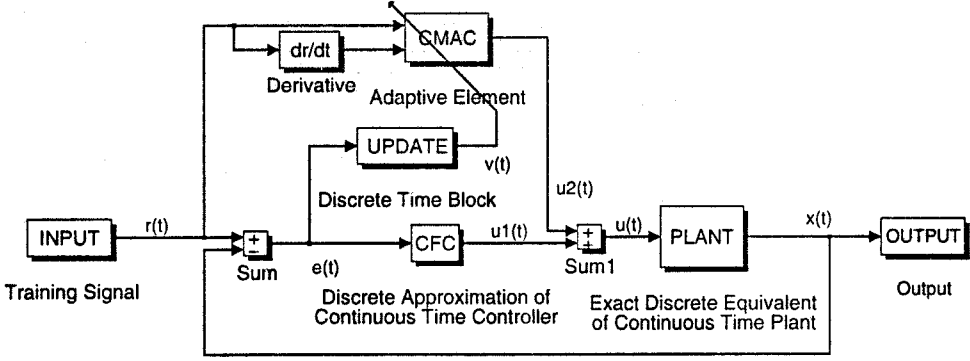 CMAC
dr/dt
Derivative
Adaptive Element
UPDATE
v(t)
Discrete Time Block
u2(t)
INPUT
r(t)
+
−
Sum
e(t)
CFC
u1(t)
+
+
Sum1
u(t)
PLANT
x(t)
OUTPUT
Training Signal
Discrete Approximation of
Continuous Time Controller
Exact Discrete Equivalent
of Continuous Time Plant
Output